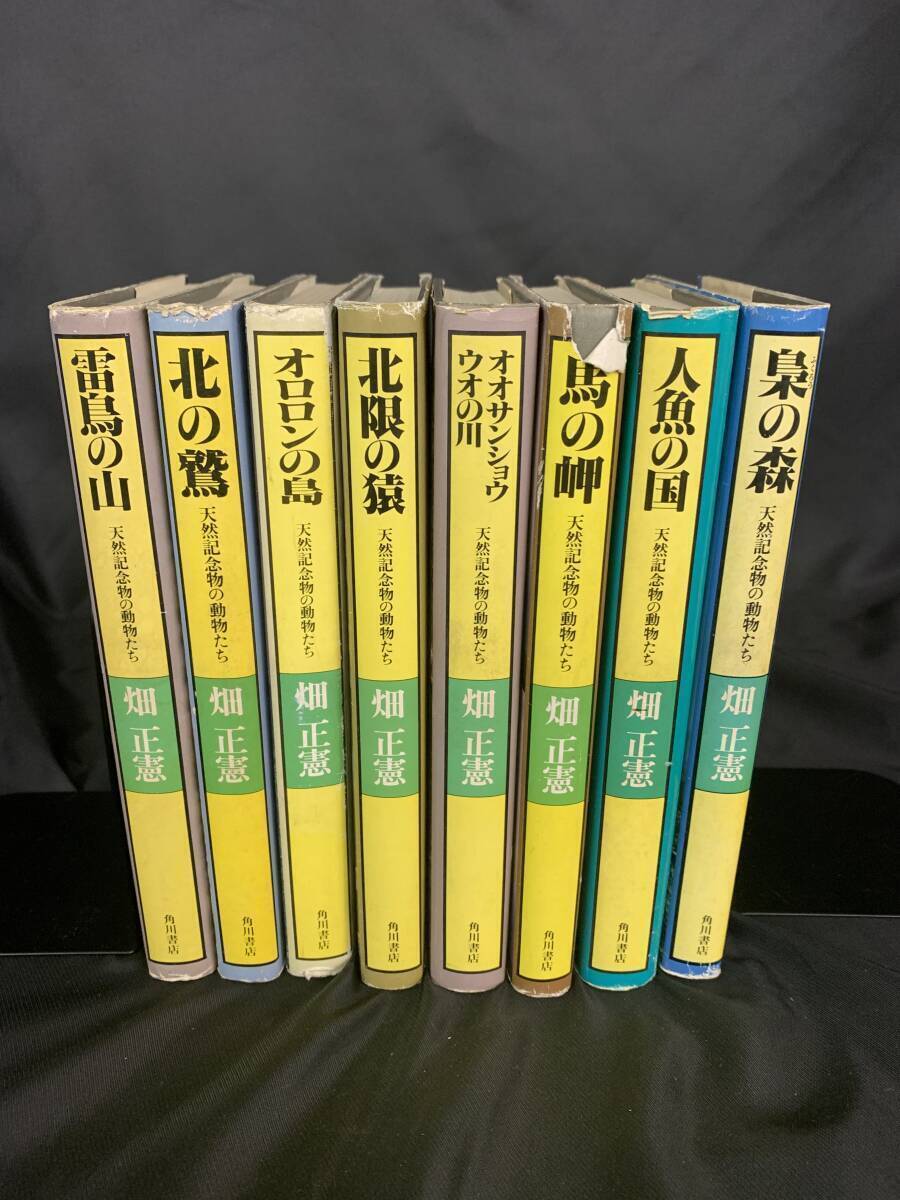 雷鳥の山
天然記念物の動物たち
畑 正憲
角川書店
北の鷲
天然記念物の動物たち
畑 正憲
角川書店
オロロンの島
天然記念物の動物たち
畑 正憲
角川書店
北限の猿
天然記念物の動物たち
畑 正憲
角川書店
オオサンショウ
ウオの川
天然記念物の動物たち
畑 正憲
角川書店
馬の岬
天然記念物の動物たち
畑 正憲
角川書店
人魚の国
天然記念物の動物たち
畑 正憲
角川書店
梟の森
ふくろう
天然記念物の動物たち
畑 正憲
角川書店